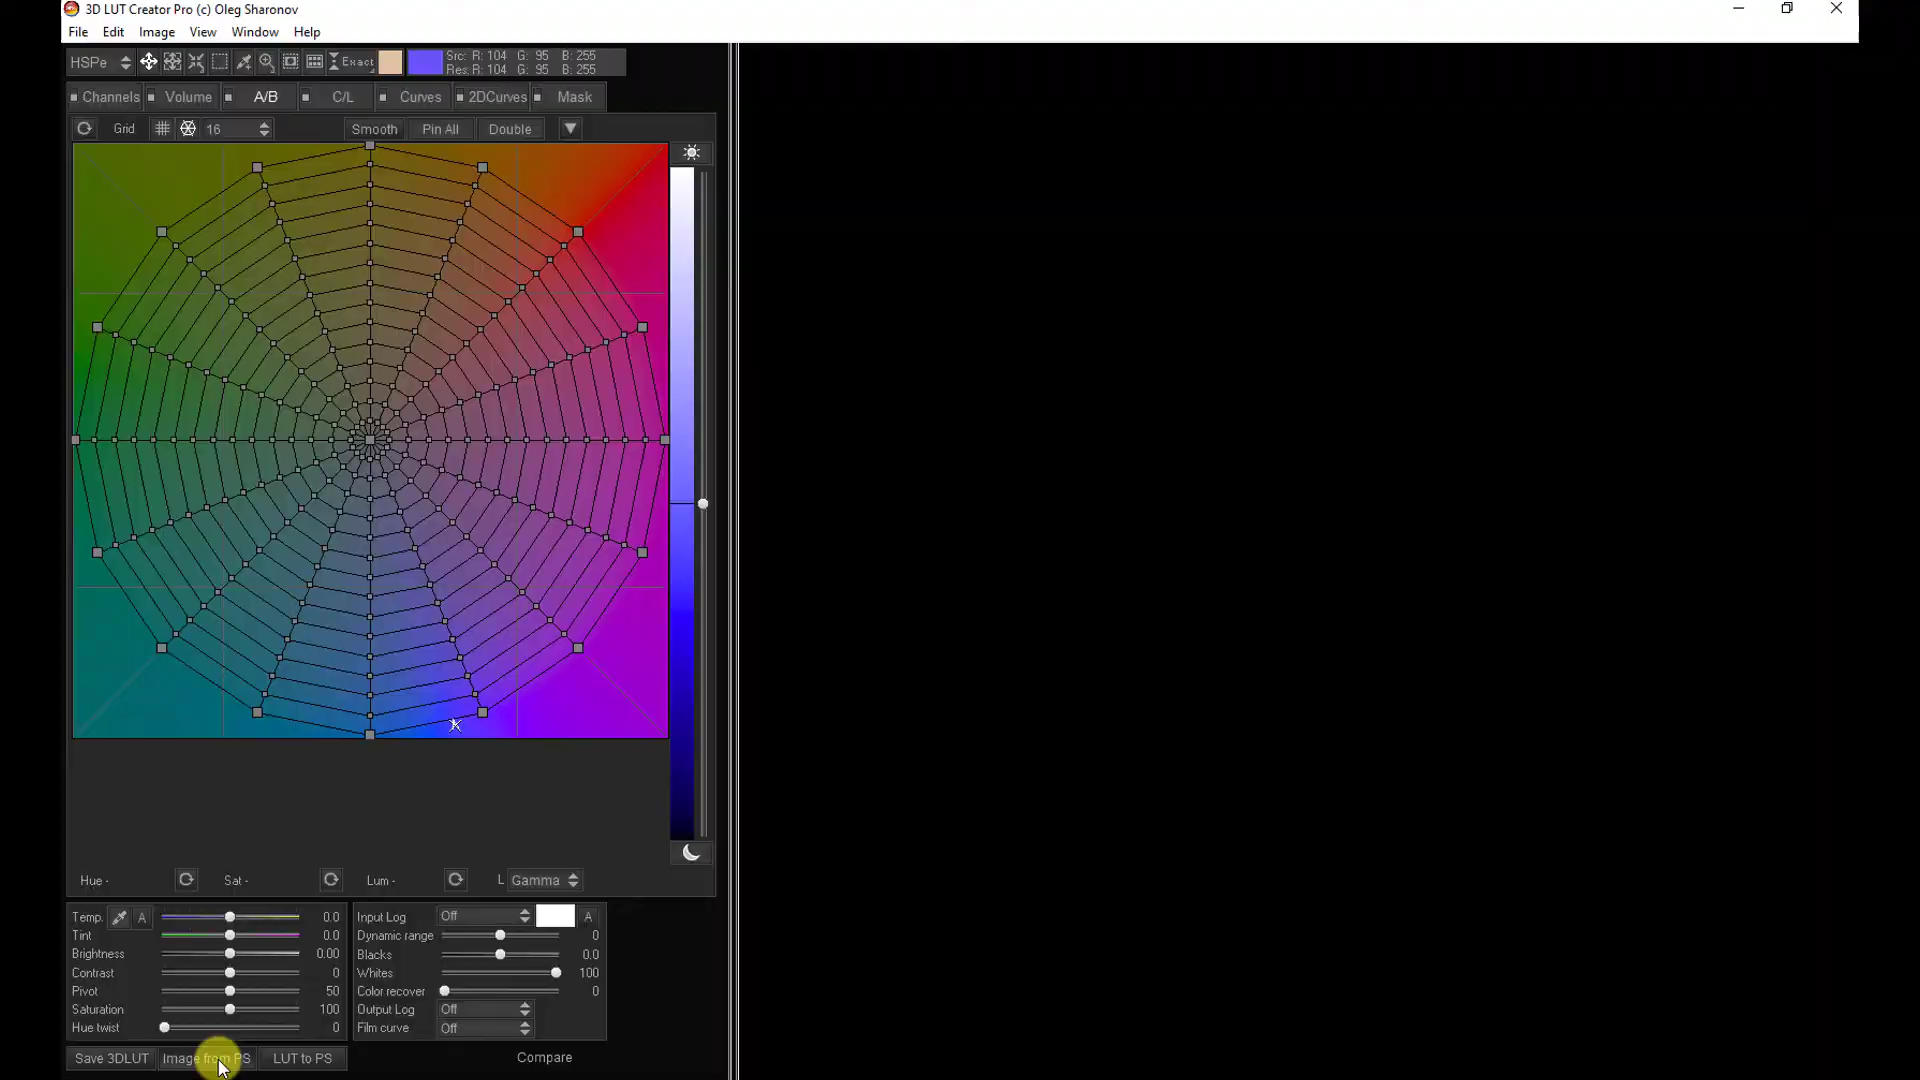 3D LUT Creator Pro (c) Oleg Sharonov
File Edit Image View Window Help
HSPe Exact Src: R: 104 G: 95 B: 255
Res: R: 104 G: 95 B: 255
Channels Volume A/B C/L Curves 2DCurves Mask
Grid 16 Smooth Pin All Double
Hue - Sat - Lum - L Gamma
Temp. A 0.0 Input Log Off A
Tint 0.0 Dynamic range 0
Brightness 0.00 Blacks 0.0
Contrast 0 Whites 100
Pivot 50 Color recover 0
Saturation 100 Output Log Off
Hue twist 0 Film curve Off
Save 3DLUT Image from PS LUT to PS Compare